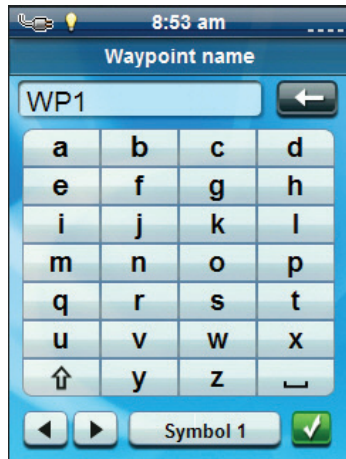 8:53 am
Waypoint name
WP1
a b c d
e f g h
i j k l
m n o p
q r s t
u v w x
y z
Symbol 1